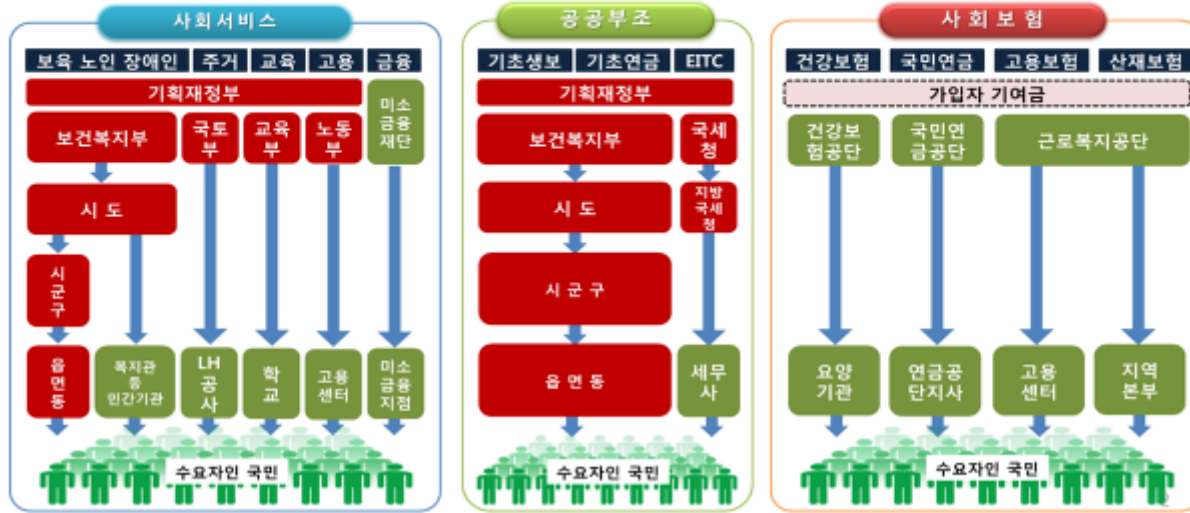 사회서비스
보육 노인 장애인
주거
교육
고용
금융
기획재정부
미소
금융
재단
보건복지부
국토
부
교육
부
노동
부
시 도
시
군
구
읍
면
동
복지관
등
민간기관
LH
공
사
학
교
고용
센터
미소
금융
지점
수요자인 국민
공공부조
기초생보
기초연금
EITC
기획재정부
보건복지부
국세
청
시 도
지방
국세
청
시 군 구
읍 면 동
세무
사
수요자인 국민
사회보험
건강보험
국민연금
고용보험
산재보험
가입자 기여금
건강보
험공단
국민연
금공단
근로복지공단
요양
기관
연금공
단지사
고용
센터
지역
본부
수요자인 국민
2